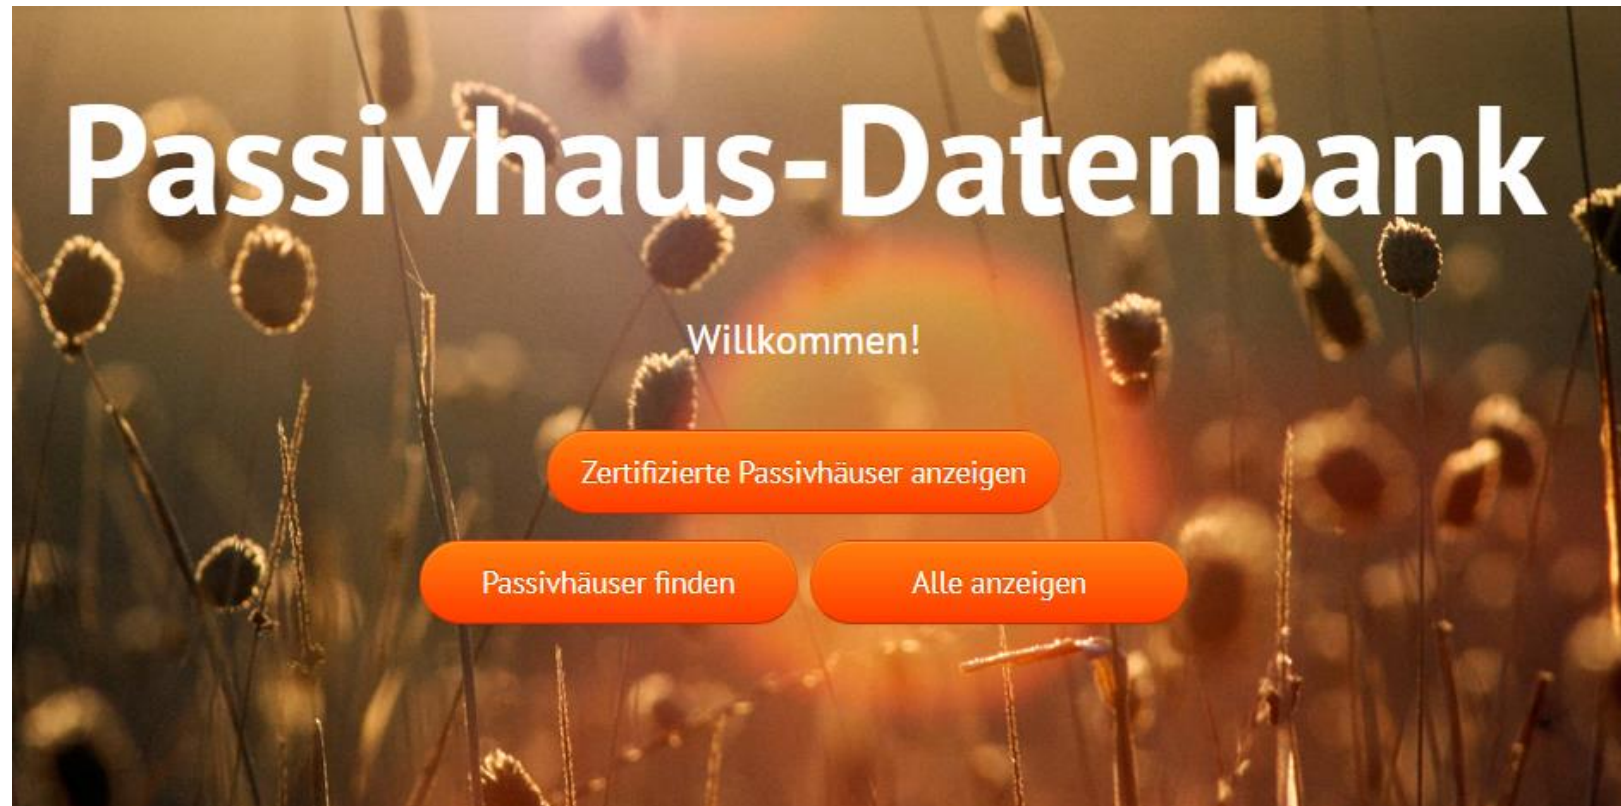 Passivhaus-Datenbank
Willkommen!
Zertifizierte Passivhäuser anzeigen
Passivhäuser finden
Alle anzeigen